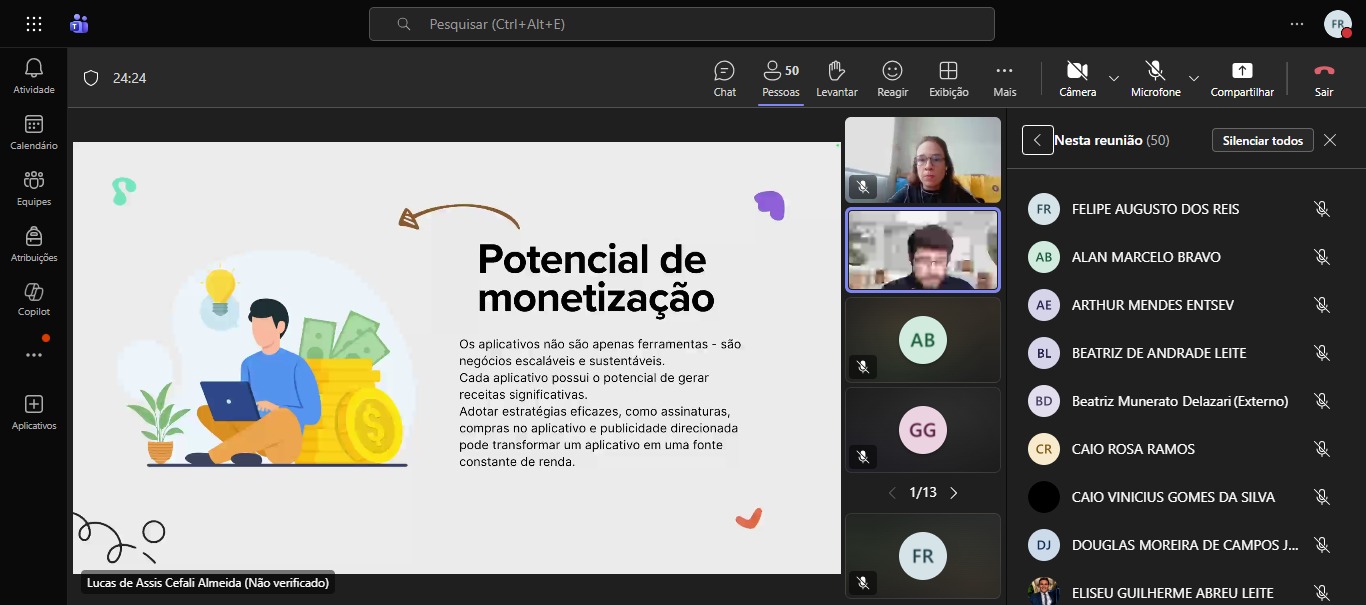 Pesquisar (Ctrl+Alt+E)
FR
Atividade
Calendário
Equipes
Atribuições
Copilot
Aplicativos
24:24
Chat
50
Pessoas
Levantar
Reagir
Exibição
Mais
Câmera
Microfone
Compartilhar
Sair
Potencial de
monetização
Os aplicativos não são apenas ferramentas - são
negócios escaláveis e sustentáveis.
Cada aplicativo possui o potencial de gerar
receitas significativas.
Adotar estratégias eficazes, como assinaturas,
compras no aplicativo e publicidade direcionada
pode transformar um aplicativo em uma fonte
constante de renda.
Lucas de Assis Cefali Almeida (Não verificado)
AB
GG
1/13
FR
Nesta reunião (50)
Silenciar todos
FR FELIPE AUGUSTO DOS REIS
AB ALAN MARCELO BRAVO
AE ARTHUR MENDES ENTSEV
BL BEATRIZ DE ANDRADE LEITE
BD Beatriz Munerato Delazari (Externo)
CR CAIO ROSA RAMOS
CAIO VINICIUS GOMES DA SILVA
DJ DOUGLAS MOREIRA DE CAMPOS J...
ELISEU GUILHERME ABREU LEITE